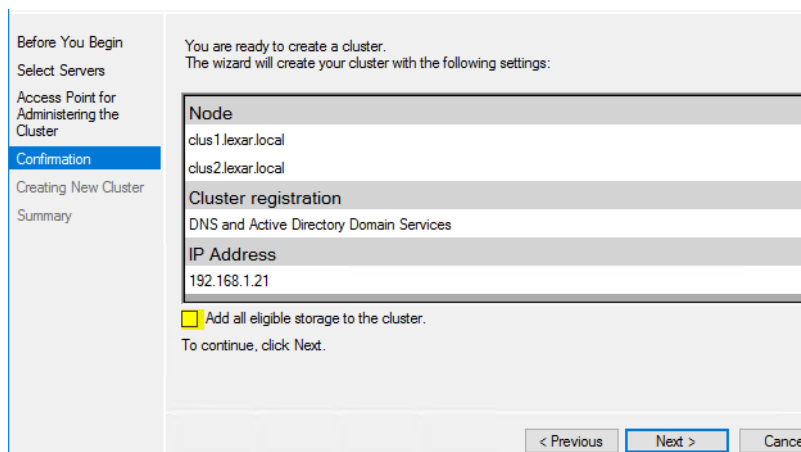 Before You Begin
Select Servers
Access Point for
Administering the
Cluster
Confirmation
Creating New Cluster
Summary
You are ready to create a cluster.
The wizard will create your cluster with the following settings:
Node
clus1.lexar.local
clus2.lexar.local
Cluster registration
DNS and Active Directory Domain Services
IP Address
192.168.1.21
Add all eligible storage to the cluster.
To continue, click Next.
< Previous
Next >
Cance